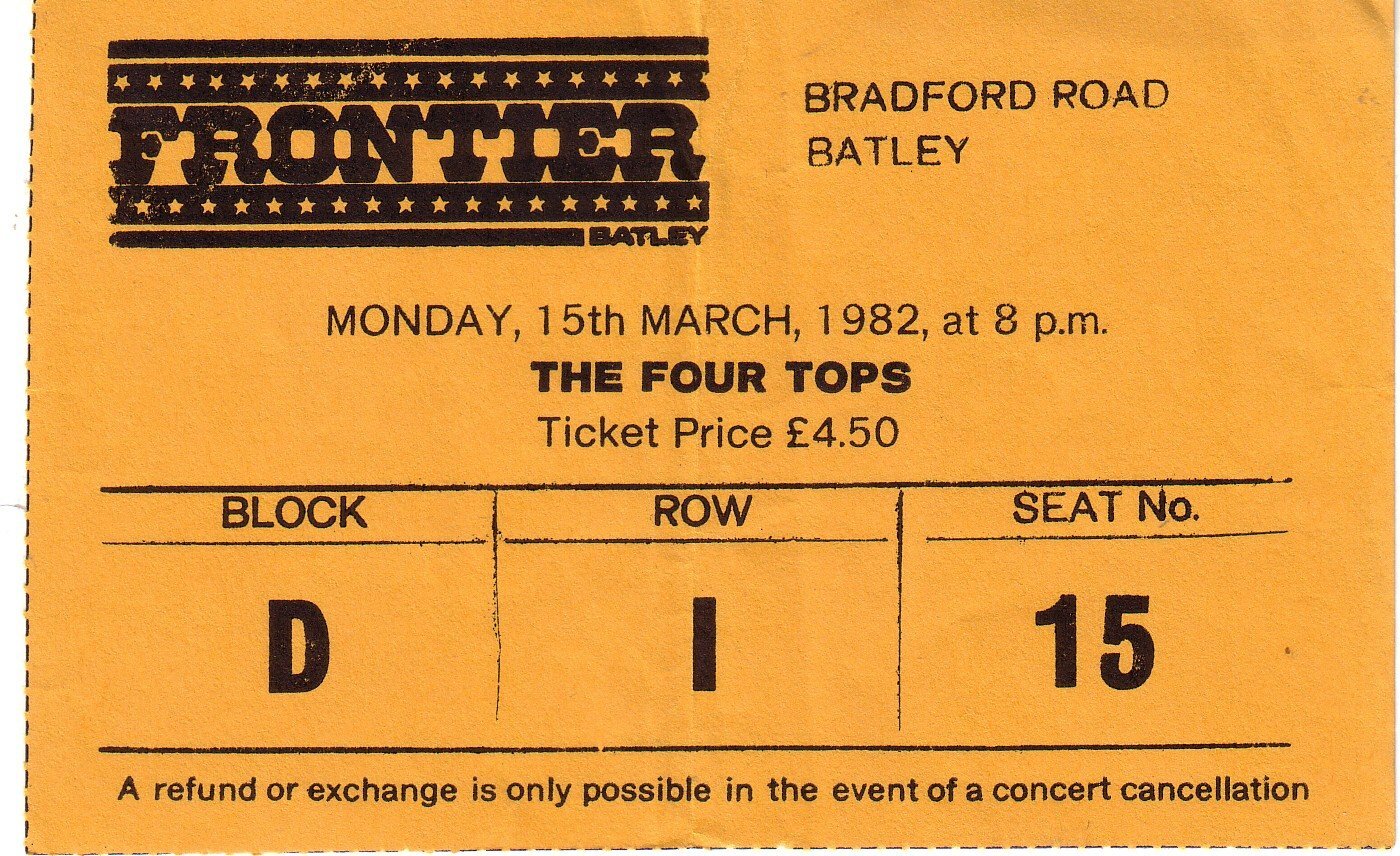 FRONTIER
BATLEY
BRADFORD ROAD
BATLEY
MONDAY, 15th MARCH, 1982, at 8 p.m.
THE FOUR TOPS
Ticket Price £4.50
BLOCK ROW SEAT No.
D I 15
A refund or exchange is only possible in the event of a concert cancellation